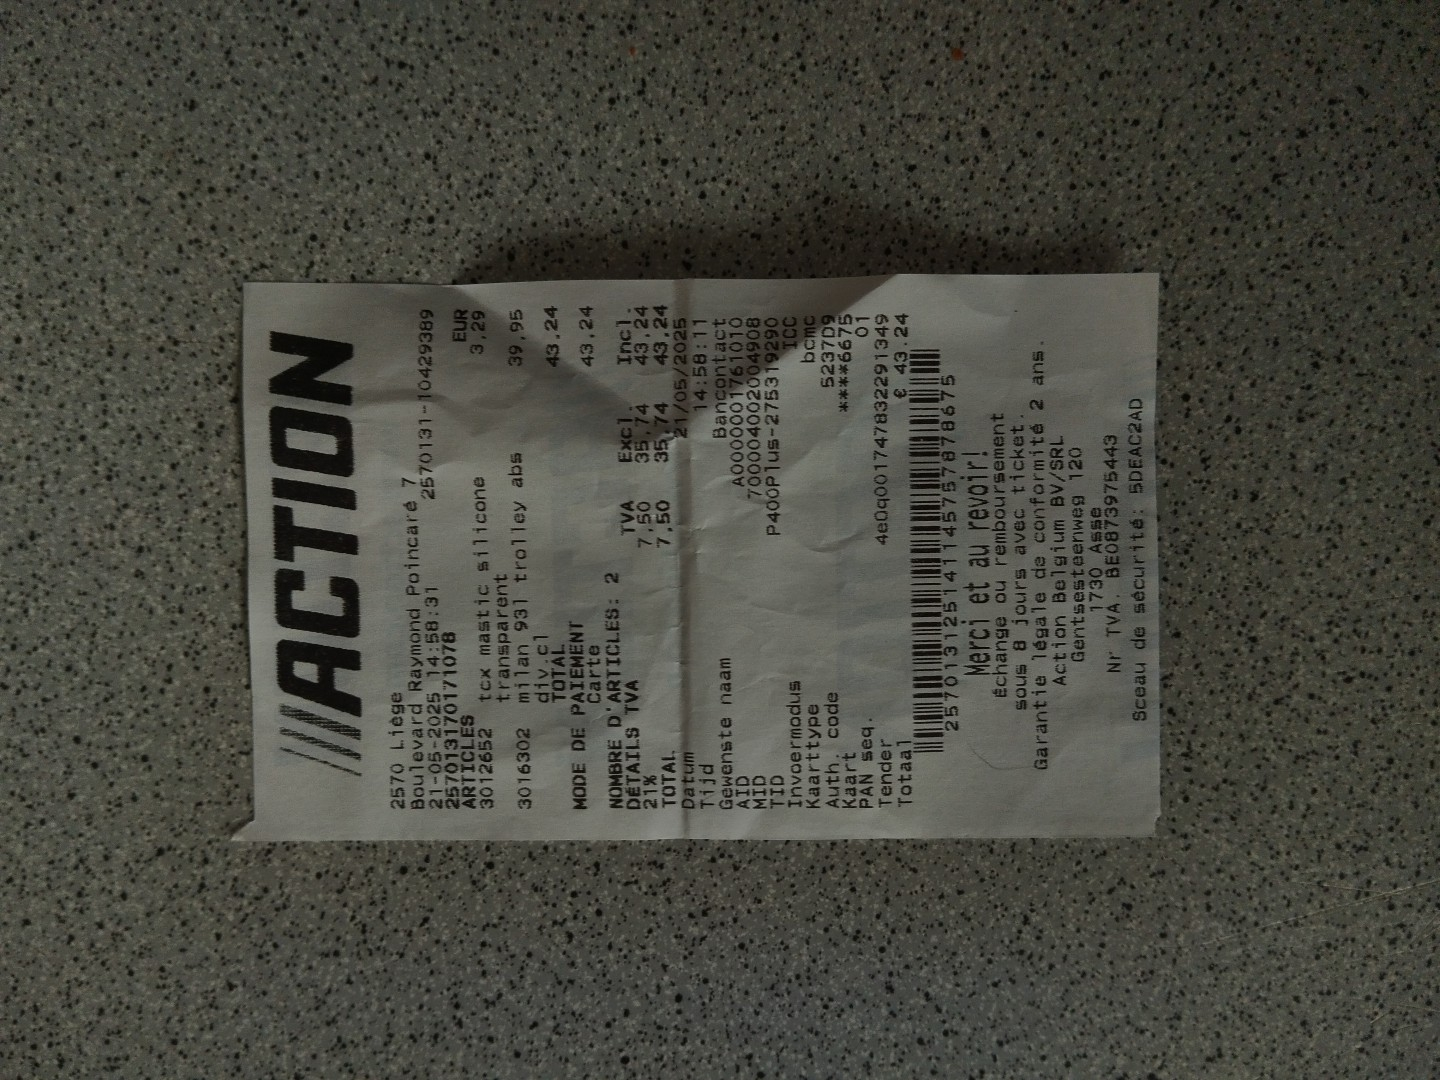 ACTION
2570 Liège
Boulevard Raymond Poincaré 7
21-05-2025 14:58:31 2570131-10429389
257013170171078
ARTICLES EUR
3012652 tcx mastic silicone 3,29
transparent
3016302 milan 93l trolley abs 39,95
div.cl
TOTAL 43,24
MODE DE PAIEMENT
Carte 43,24
NOMBRE D'ARTICLES: 2
DÉTAILS TVA TVA Excl. Incl.
21% 7,50 35,74 43,24
TOTAL 7,50 35,74 43,24
Datum 21/05/2025
Tijd 14:58:11
Gewenste naam Bancontact
AID A0000001761010
MID 700004002004908
TID P400Plus-275319290
Invoermodus ICC
Kaarttype bcmc
Auth. code 5237D9
Kaart ****6675
PAN seq. 01
Tender 4e0q001747832291349
Totaal € 43.24
257013125141145757878675
Merci et au revoir!
Échange ou remboursement
sous 8 jours avec ticket.
Garantie légale de conformité 2 ans.
Action Belgium BV/SRL
Gentsesteenweg 120
1730 Asse
Nr TVA. BE0873975443
Sceau de sécurité: 5DEAC2AD